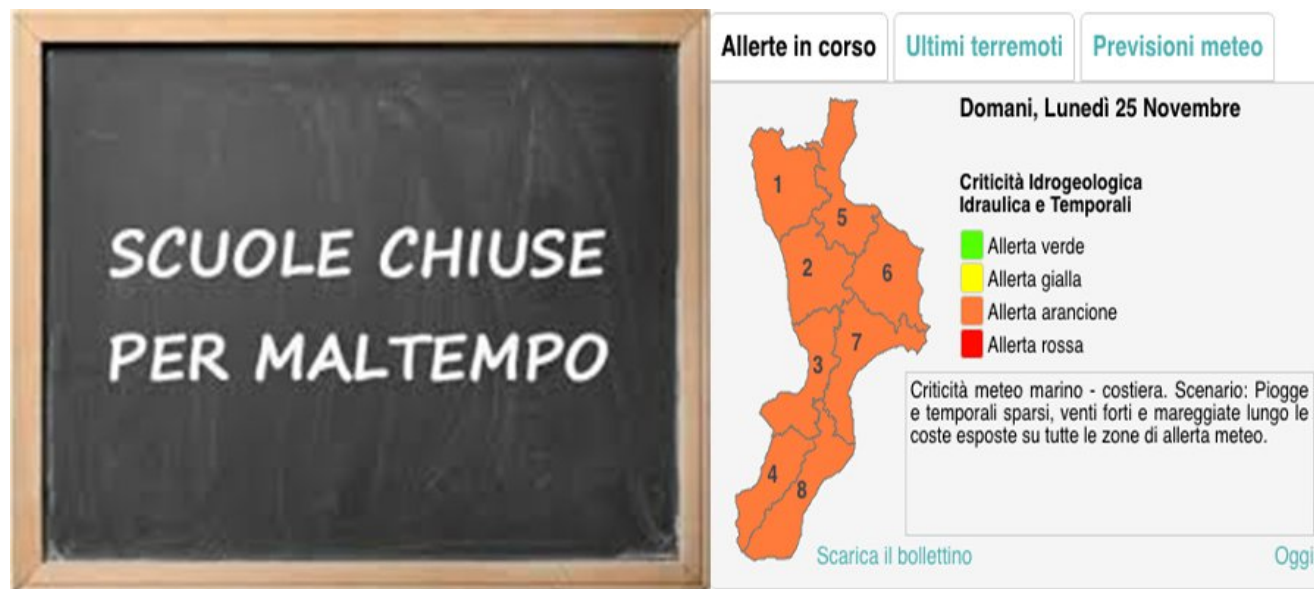 SCUOLE CHIUSE
PER MALTEMPO
Allerte in corso
Ultimi terremoti
Previsioni meteo
Domani, Lunedì 25 Novembre
Criticità Idrogeologica
Idraulica e Temporali
Allerta verde
Allerta gialla
Allerta arancione
Allerta rossa
1
5
2
6
7
3
4
8
Criticità meteo marino - costiera. Scenario: Piogge
e temporali sparsi, venti forti e mareggiate lungo le
coste esposte su tutte le zone di allerta meteo.
Scarica il bollettino
Oggi